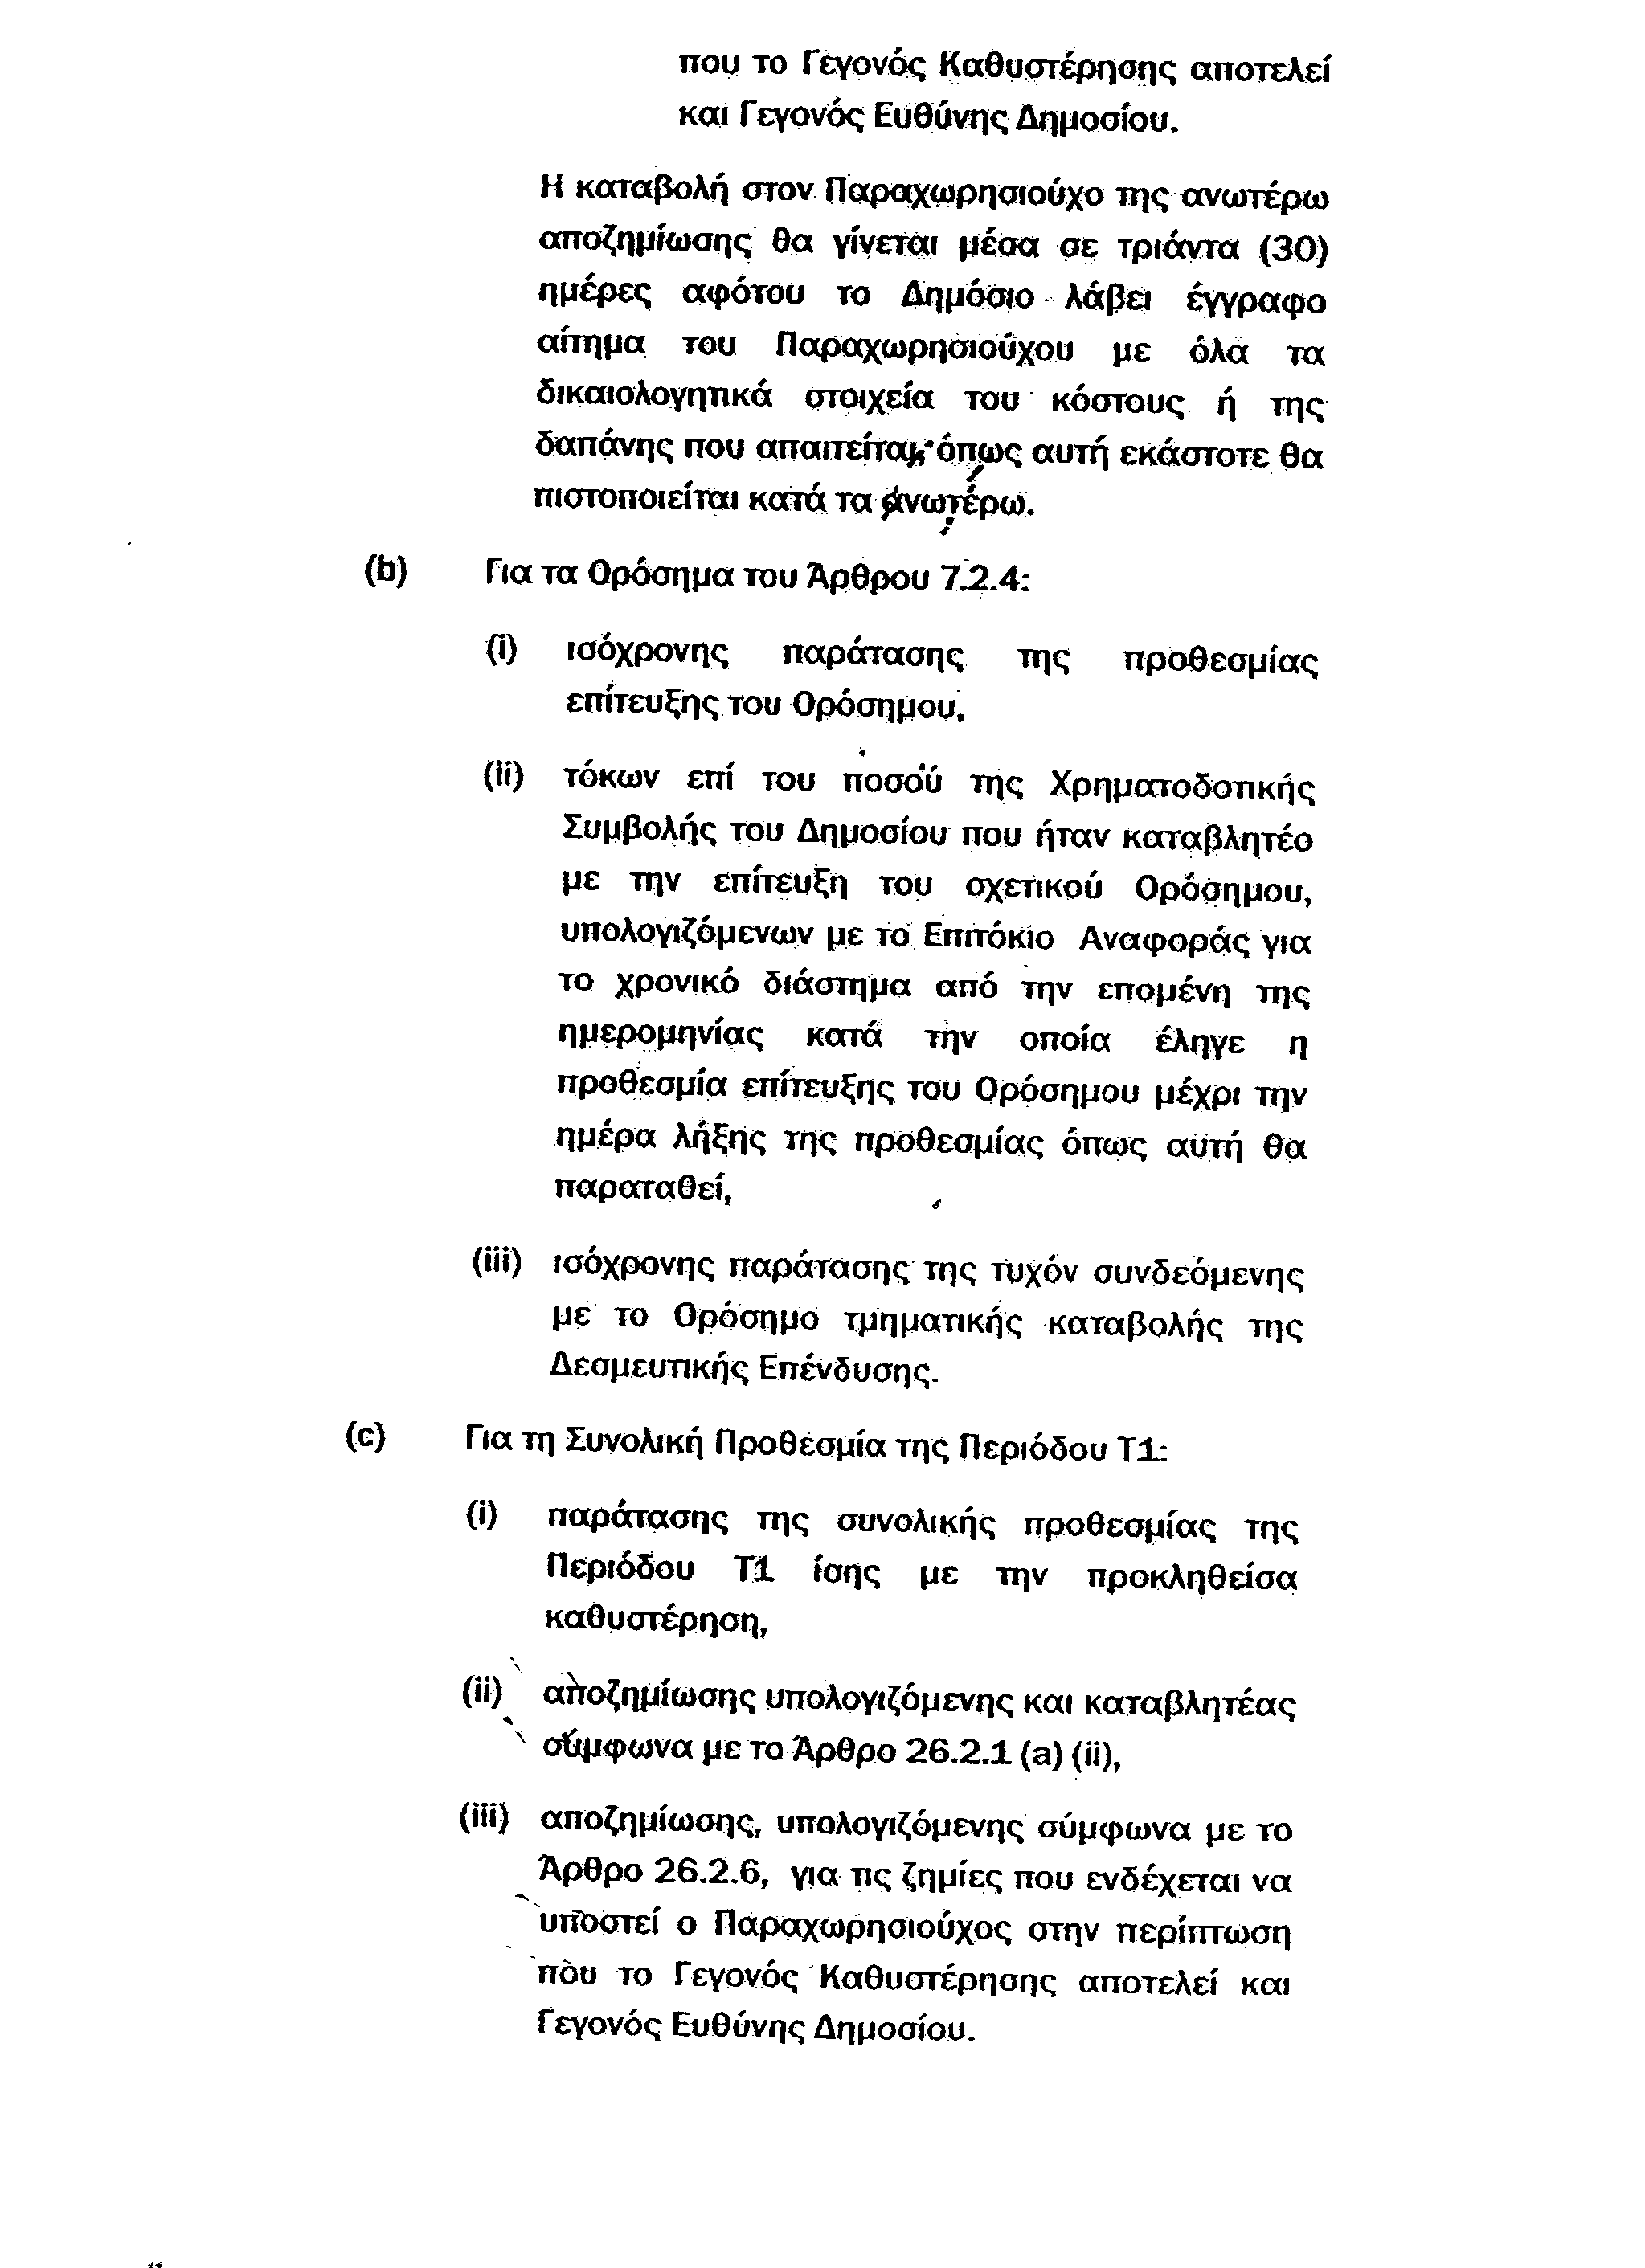 που το Γεγονός Καθυστέρησης αποτελεί
και Γεγονός Ευθύνης Δημοσίου.
Η καταβολή στον Παραχωρησιούχο της ανωτέρω
αποζημίωσης θα γίνεται μέσα σε τριάντα (30)
ημέρες αφότου το Δημόσιο λάβει έγγραφο
αίτημα του Παραχωρησιούχου με όλα τα
δικαιολογητικά στοιχεία του κόστους ή της
δαπάνης που απαιτείται, όπως αυτή εκάστοτε θα
πιστοποιείται κατά τα ανωτέρω.
(b) Για τα Ορόσημα του Άρθρου 7.2.4:
(i) ισόχρονης παράτασης της προθεσμίας
επίτευξης του Ορόσημου,
(ii) τόκων επί του ποσού της Χρηματοδοτικής
Συμβολής του Δημοσίου που ήταν καταβλητέο
με την επίτευξη του σχετικού Ορόσημου,
υπολογιζόμενων με το Επιτόκιο Αναφοράς για
το χρονικό διάστημα από την επομένη της
ημερομηνίας κατά την οποία έληγε η
προθεσμία επίτευξης του Ορόσημου μέχρι την
ημέρα λήξης της προθεσμίας όπως αυτή θα
παραταθεί,
(iii) ισόχρονης παράτασης της τυχόν συνδεόμενης
με το Ορόσημο τμηματικής καταβολής της
Δεσμευτικής Επένδυσης.
(c) Για τη Συνολική Προθεσμία της Περιόδου Τ1:
(i) παράτασης της συνολικής προθεσμίας της
Περιόδου Τ1 ίσης με την προκληθείσα
καθυστέρηση,
(ii) αποζημίωσης υπολογιζόμενης και καταβλητέας
σύμφωνα με το Άρθρο 26.2.1 (a) (ii),
(iii) αποζημίωσης, υπολογιζόμενης σύμφωνα με το
Άρθρο 26.2.6, για τις ζημίες που ενδέχεται να
υποστεί ο Παραχωρησιούχος στην περίπτωση
που το Γεγονός Καθυστέρησης αποτελεί και
Γεγονός Ευθύνης Δημοσίου.